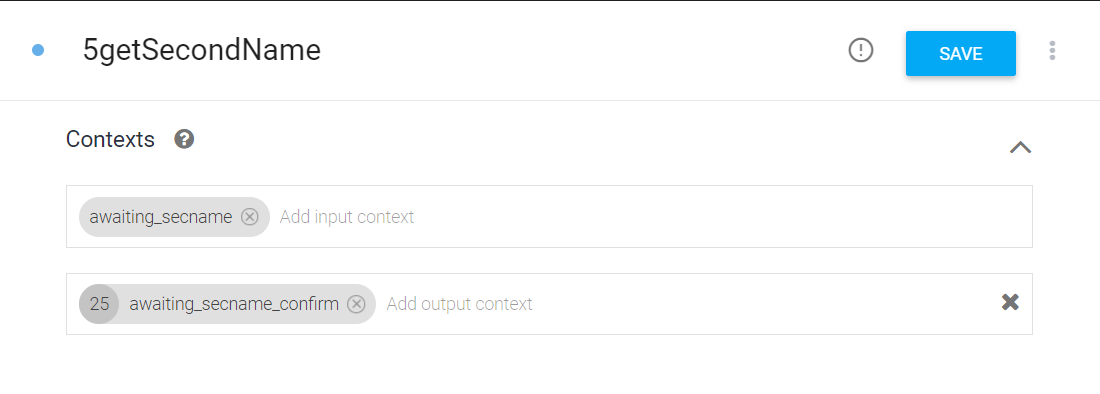 5getSecondName
SAVE
Contexts
awaiting_secname Add input context
25 awaiting_secname_confirm Add output context